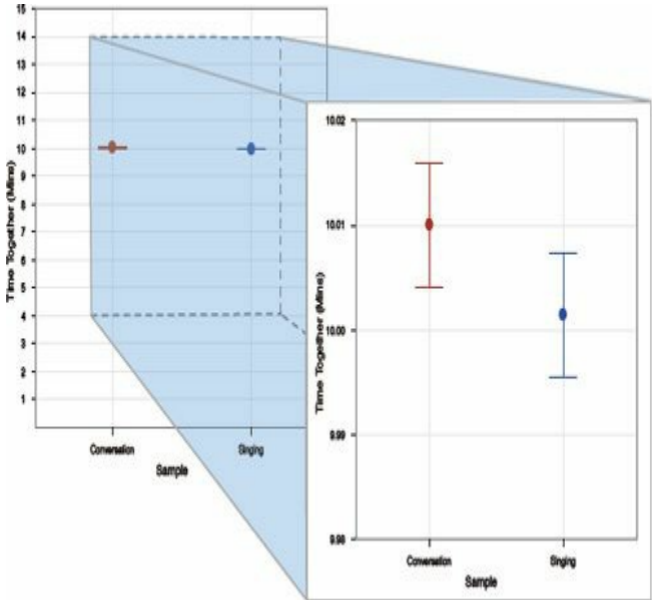 Time Together (Mins)
15
14
13
12
11
10
9
8
7
6
5
4
3
2
1
Conversation
Singing
Sample
Time Together (Mins)
10.02
10.01
10.00
9.99
9.98
Conversation
Singing
Sample